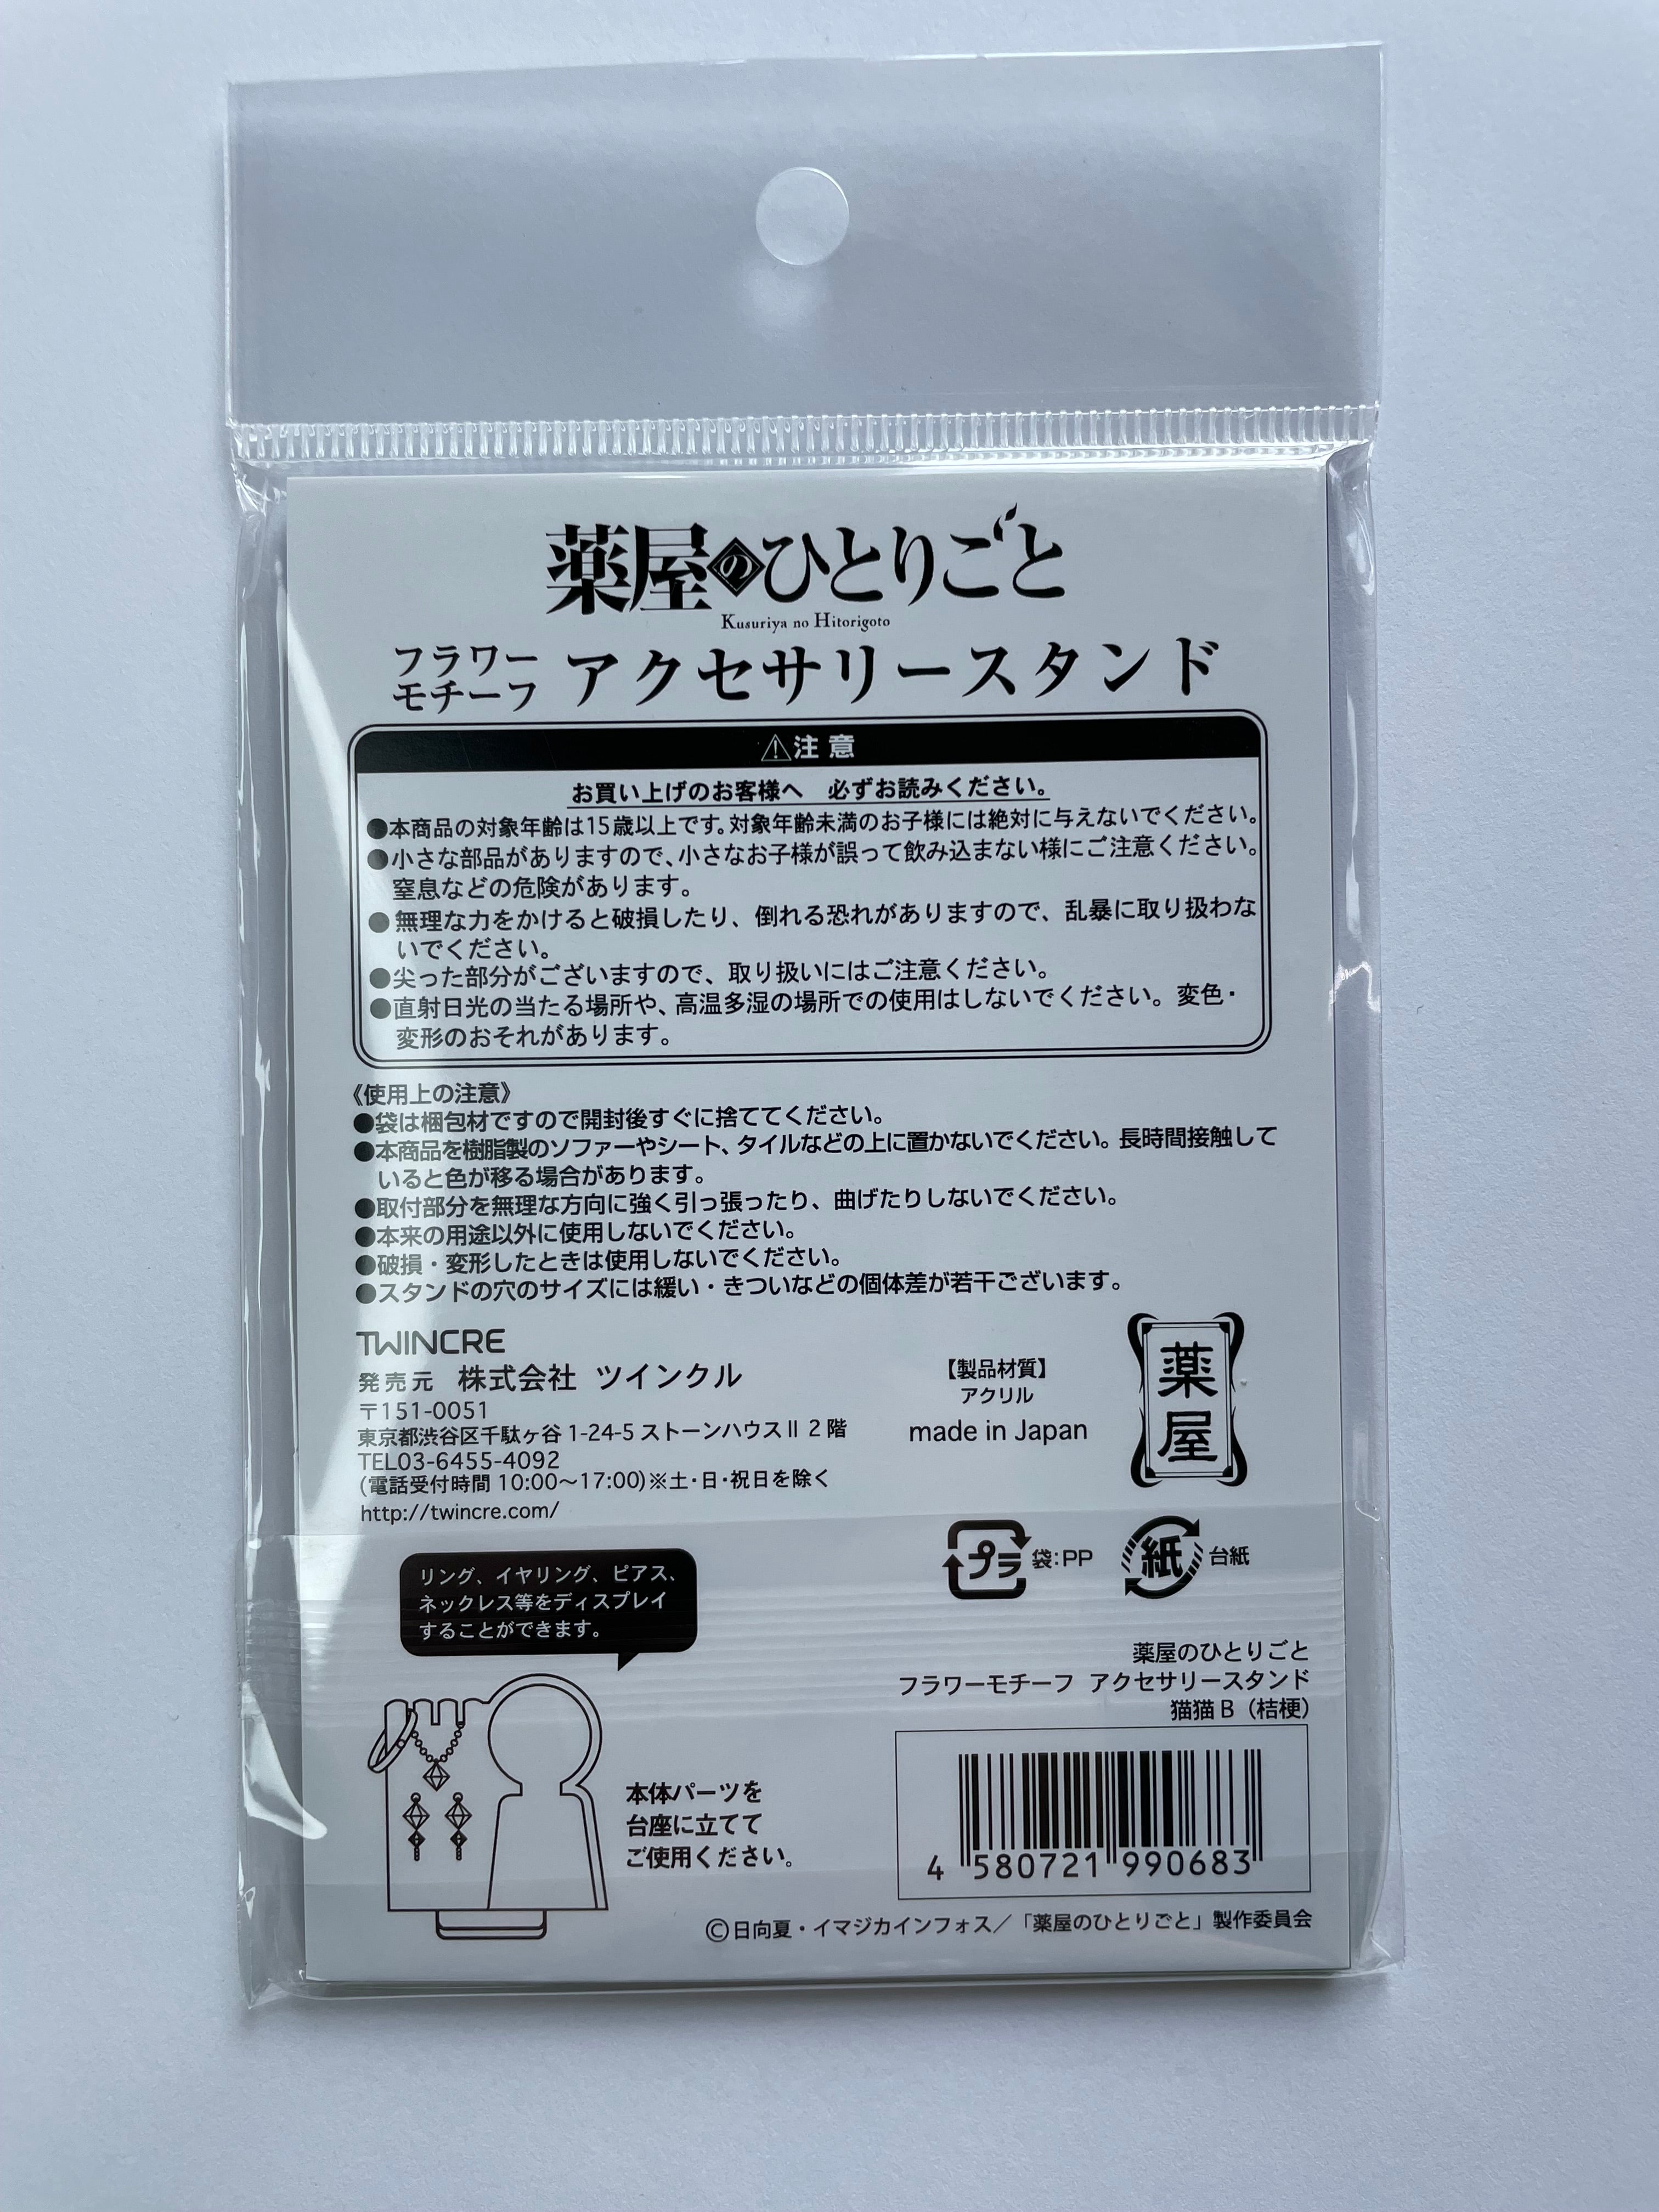 薬屋のひとりごと
Kusuriya no Hitorigoto
フラワー
モチーフ アクセサリースタンド
⚠注意
お買い上げのお客様へ 必ずお読みください。
●本商品の対象年齢は15歳以上です。対象年齢未満のお子様には絶対に与えないでください。
●小さな部品がありますので、小さなお子様が誤って飲み込まない様にご注意ください。
窒息などの危険があります。
●無理な力をかけると破損したり、倒れる恐れがありますので、乱暴に取り扱わな
いでください。
●尖った部分がございますので、取り扱いにはご注意ください。
●直射日光の当たる場所や、高温多湿の場所での使用はしないでください。変色・
変形のおそれがあります。
《使用上の注意》
●袋は梱包材ですので開封後すぐに捨ててください。
●本商品を樹脂製のソファーやシート、タイルなどの上に置かないでください。長時間接触して
いると色が移る場合があります。
●取付部分を無理な方向に強く引っ張ったり、曲げたりしないでください。
●本来の用途以外に使用しないでください。
●破損・変形したときは使用しないでください。
●スタンドの穴のサイズには緩い・きついなどの個体差が若干ございます。
TWINCRE
発売元 株式会社 ツインクル
〒151-0051
東京都渋谷区千駄ヶ谷 1-24-5 ストーンハウスⅡ 2階
TEL03-6455-4092
(電話受付時間 10:00〜17:00)※土・日・祝日を除く
http://twincre.com/
【製品材質】
アクリル
made in Japan
薬屋
プラ 袋:PP
紙 台紙
リング、イヤリング、ピアス、
ネックレス等をディスプレイ
することができます。
本体パーツを
台座に立てて
ご使用ください。
薬屋のひとりごと
フラワーモチーフ アクセサリースタンド
猫猫B（桔梗）
4 580721 990683
©日向夏・イマジカインフォス／「薬屋のひとりごと」製作委員会